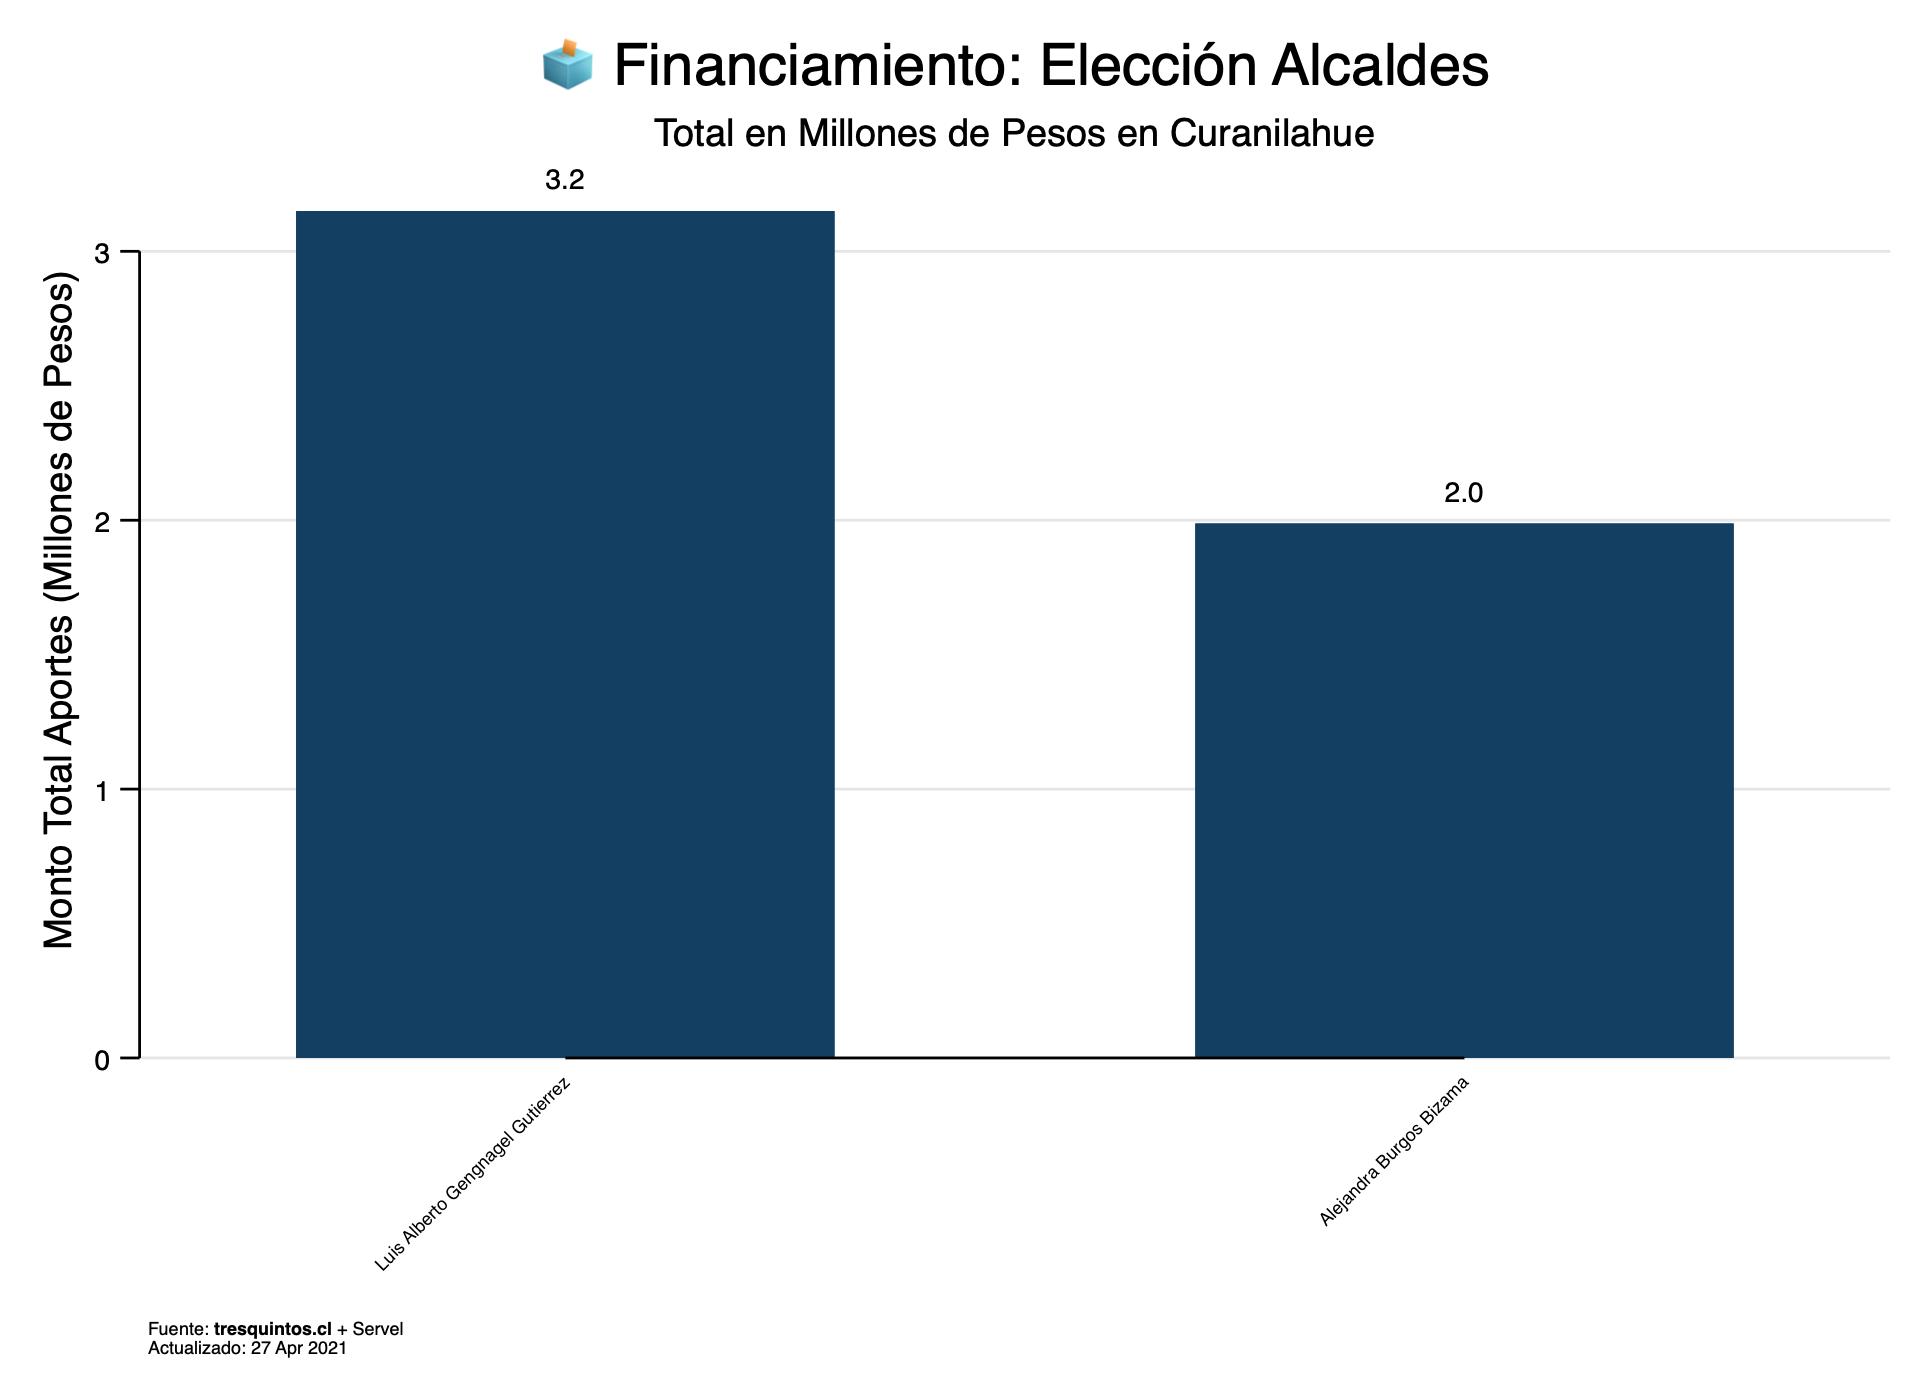 Financiamiento: Elección Alcaldes
Total en Millones de Pesos en Curanilahue
3.2
2.0
Monto Total Aportes (Millones de Pesos)
3
2
1
0
Luis Alberto Gengnagel Gutierrez
Alejandra Burgos Bizama
Fuente: tresquintos.cl + Servel
Actualizado: 27 Apr 2021